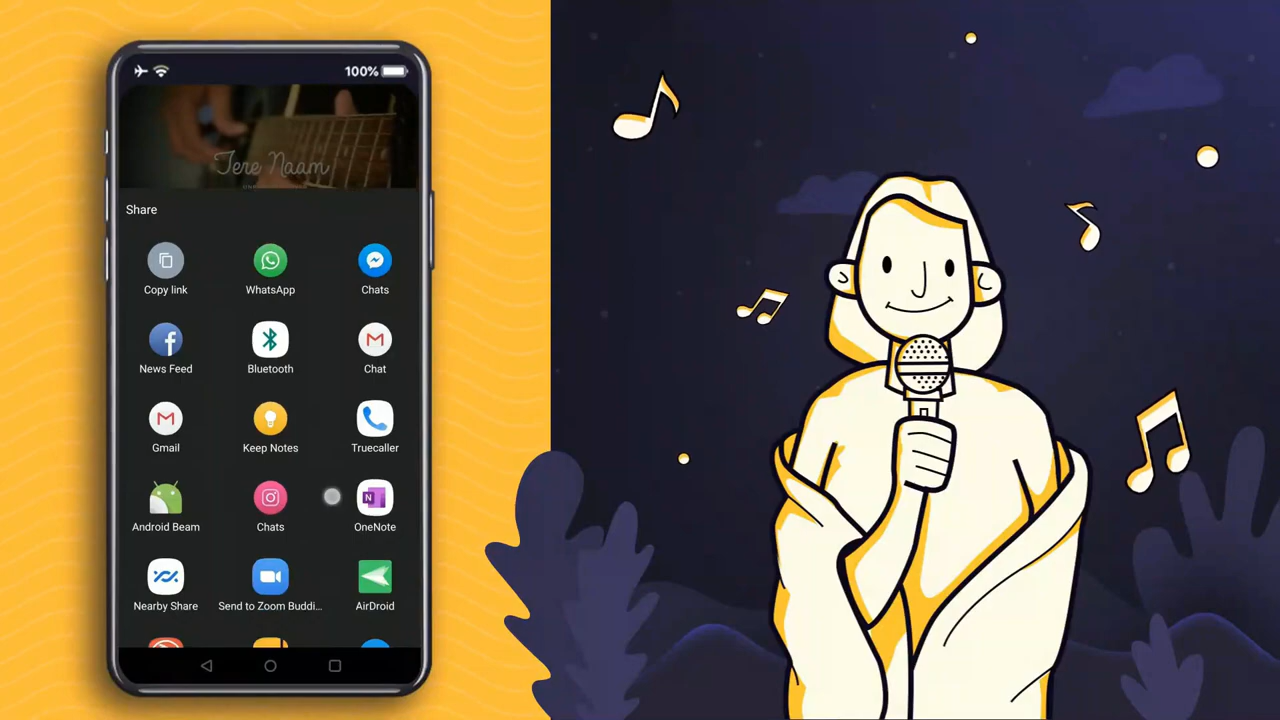 100%
Tere Naam
Share
Copy link
WhatsApp
Chats
News Feed
Bluetooth
Chat
Gmail
Keep Notes
Truecaller
Android Beam
Chats
OneNote
Nearby Share
Send to Zoom Buddi...
AirDroid